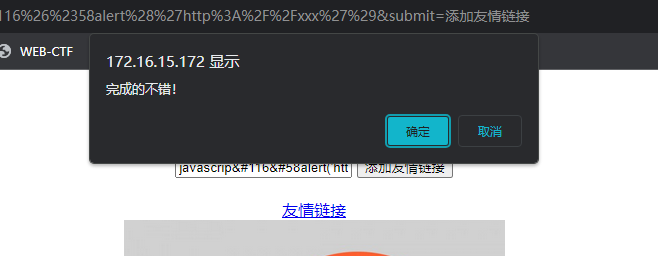 116%26%2358alert%28%27http%3A%2F%2Fxxx%27%29&submit=添加友情链接
WEB-CTF
172.16.15.172 显示
完成的不错!
确定 取消
javascrip&#116&#58alert('htt 添加友情链接
友情链接